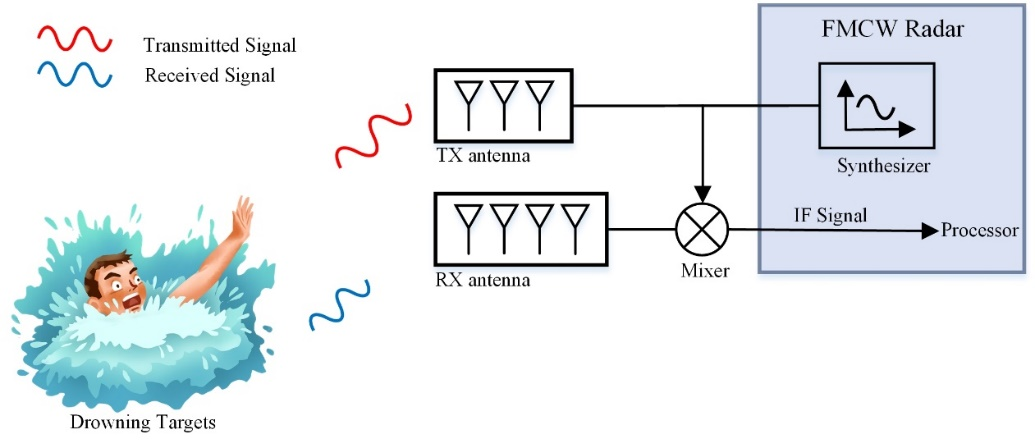 Transmitted Signal
Received Signal
FMCW Radar
TX antenna
Synthesizer
IF Signal
Processor
RX antenna
Mixer
Drowning Targets